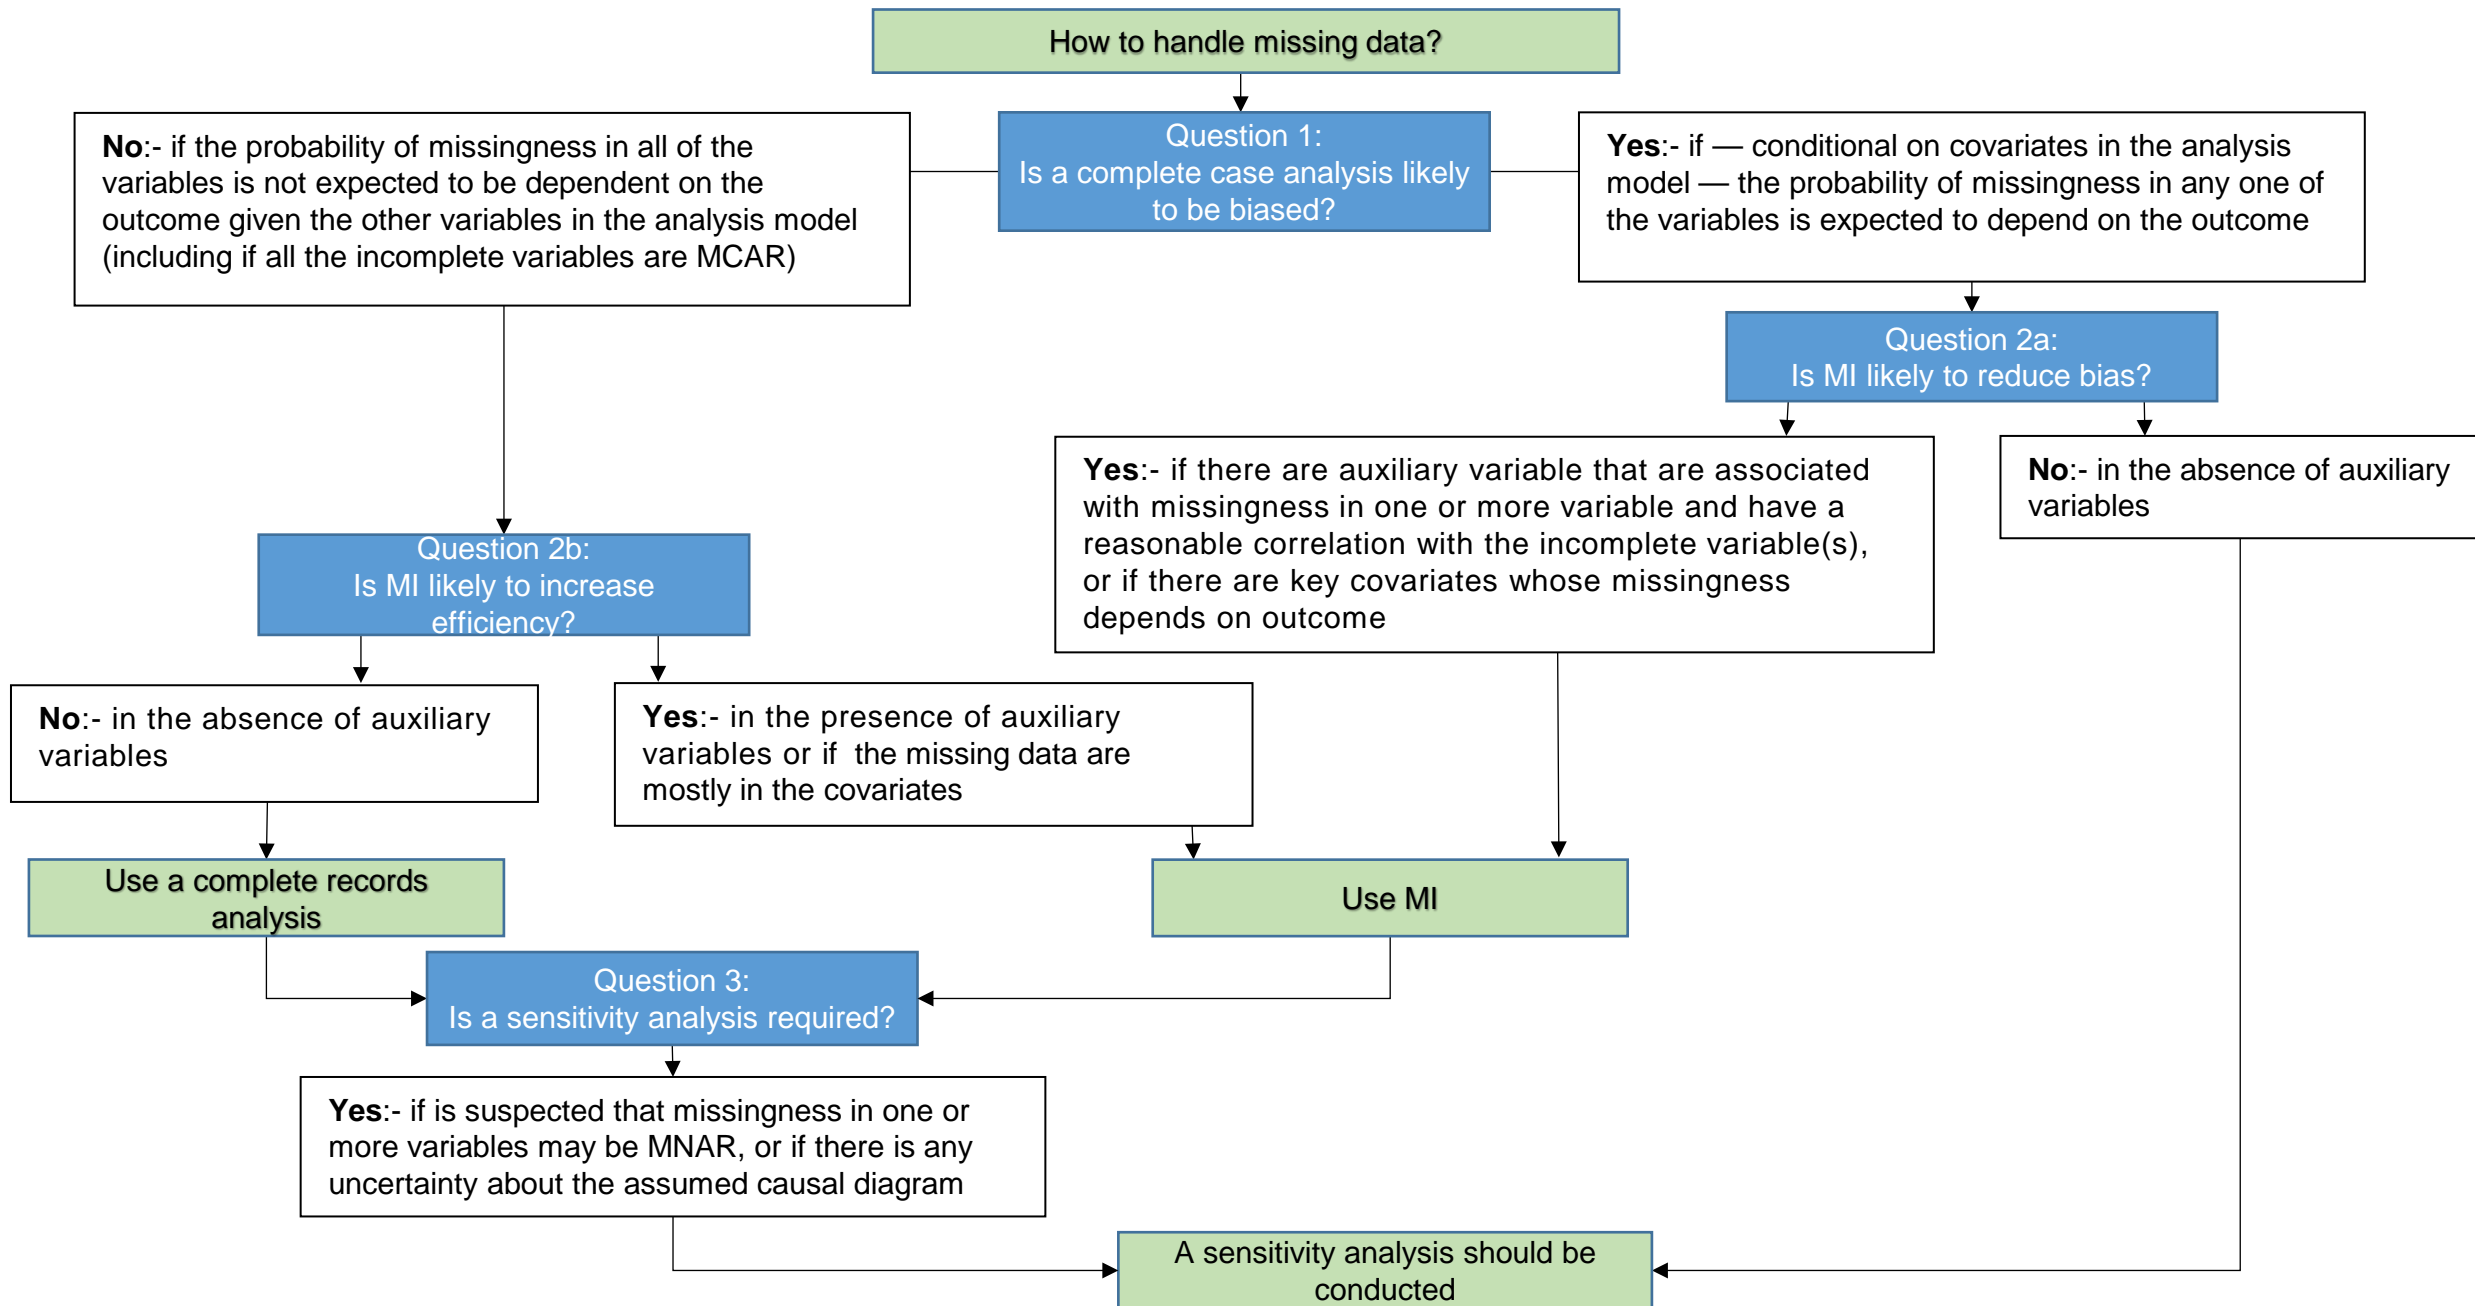 How to handle missing data?
No:- if the probability of missingness in all of the
variables is not expected to be dependent on the
outcome given the other variables in the analysis model
(including if all the incomplete variables are MCAR)
Question 1:
Is a complete case analysis likely
to be biased?
Yes:- if — conditional on covariates in the analysis
model — the probability of missingness in any one of
the variables is expected to depend on the outcome
Question 2a:
Is MI likely to reduce bias?
Yes:- if there are auxiliary variable that are associated
with missingness in one or more variable and have a
reasonable correlation with the incomplete variable(s),
or if there are key covariates whose missingness
depends on outcome
No:- in the absence of auxiliary
variables
Question 2b:
Is MI likely to increase
efficiency?
No:- in the absence of auxiliary
variables
Yes:- in the presence of auxiliary
variables or if the missing data are
mostly in the covariates
Use a complete records
analysis
Use MI
Question 3:
Is a sensitivity analysis required?
Yes:- if is suspected that missingness in one or
more variables may be MNAR, or if there is any
uncertainty about the assumed causal diagram
A sensitivity analysis should be
conducted